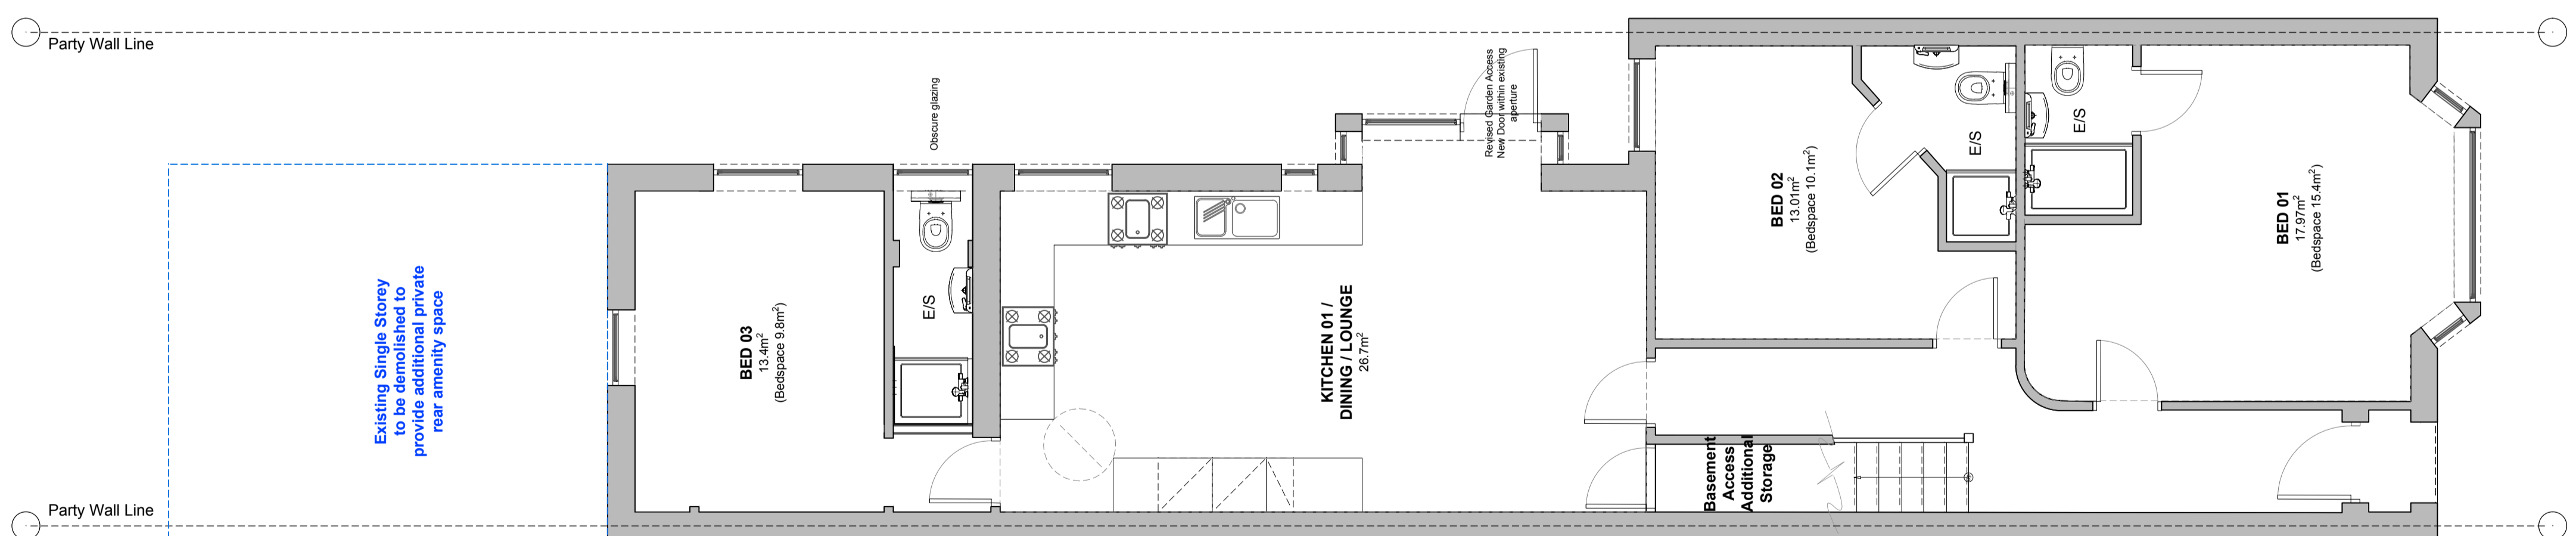 Party Wall Line
Party Wall Line
Existing Single Storey
to be demolished to
provide additional private
rear amenity space
BED 03
13.4m²
(Bedspace 9.8m²)
Obscure glazing
E/S
KITCHEN 01 /
DINING / LOUNGE
26.7m²
Revised Garden Access
New Door within existing
aperture
BED 02
13.01m²
(Bedspace 10.1m²)
E/S
E/S
BED 01
17.97m²
(Bedspace 15.4m²)
Basement
Access
Additional
Storage